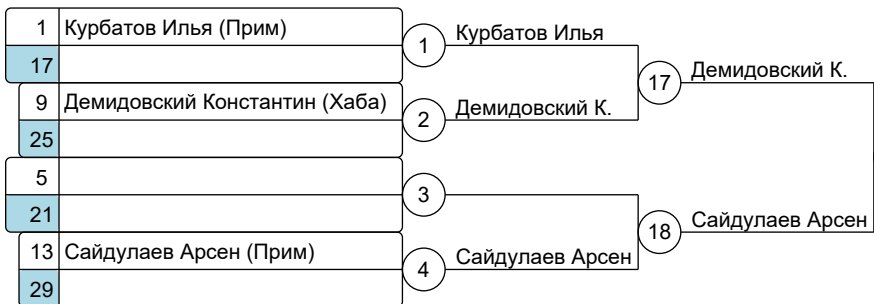 1 Курбатов Илья (Прим)
17
9 Демидовский Константин (Хаба)
25
5
21
13 Сайдулаев Арсен (Прим)
29
1 Курбатов Илья
2 Демидовский К.
3
4 Сайдулаев Арсен
17 Демидовский К.
18 Сайдулаев Арсен